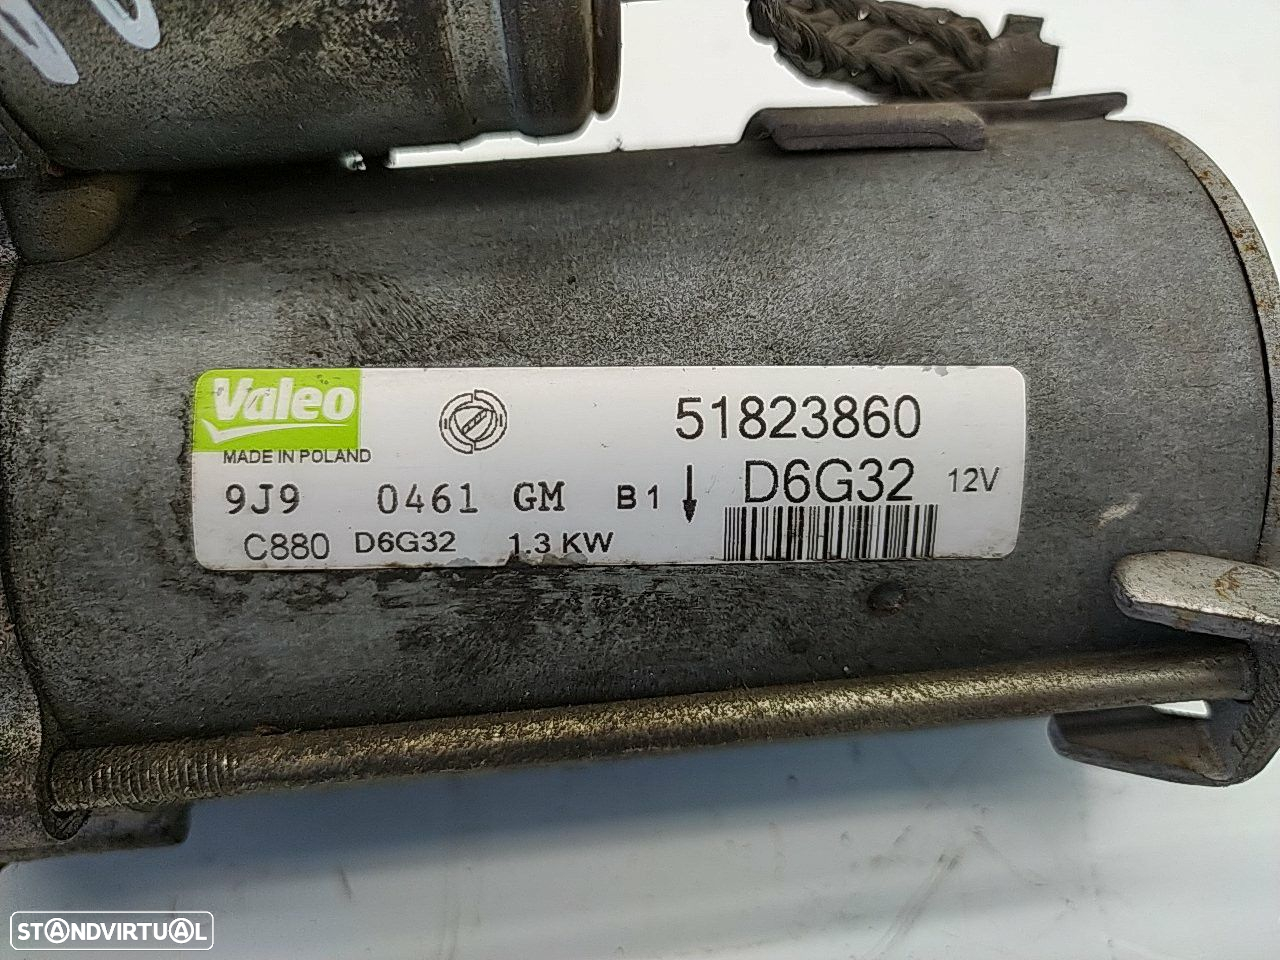 Valeo
MADE IN POLAND
51823860
9J9 0461 GM B1 D6G32 12V
C880 D6G32 1.3 KW
STANDVIRTUAL